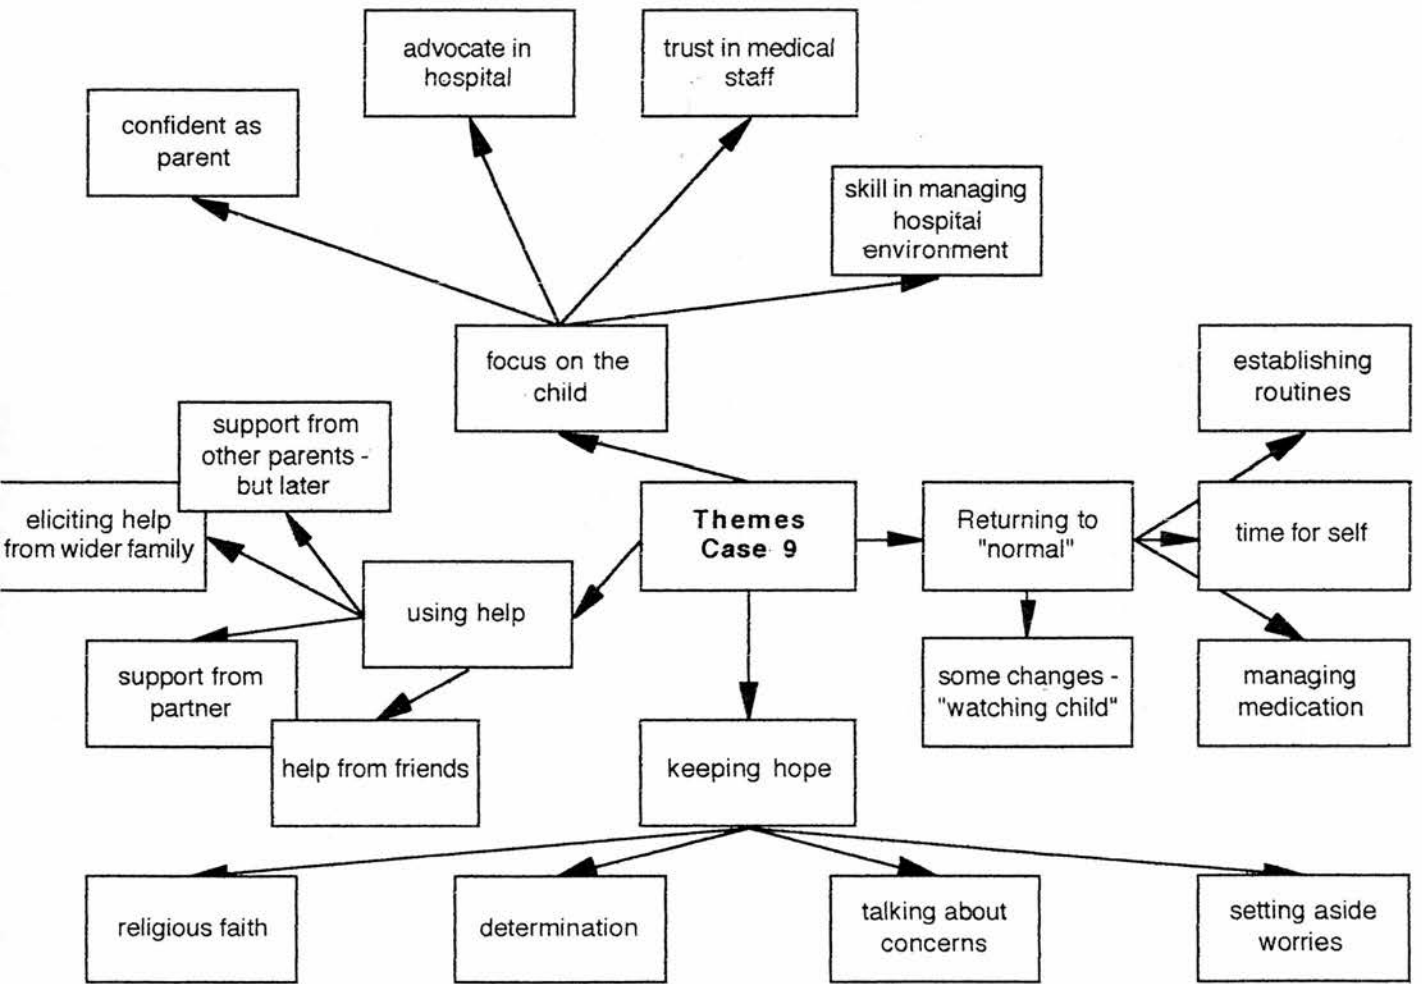 advocate in
hospital
trust in medical
staff
confident as
parent
skill in managing
hospital
environment
focus on the
child
establishing
routines
support from
other parents -
but later
eliciting help
from wider family
Themes
Case 9
Returning to
"normal"
time for self
using help
support from
partner
some changes -
"watching child"
managing
medication
help from friends
keeping hope
religious faith
determination
talking about
concerns
setting aside
worries